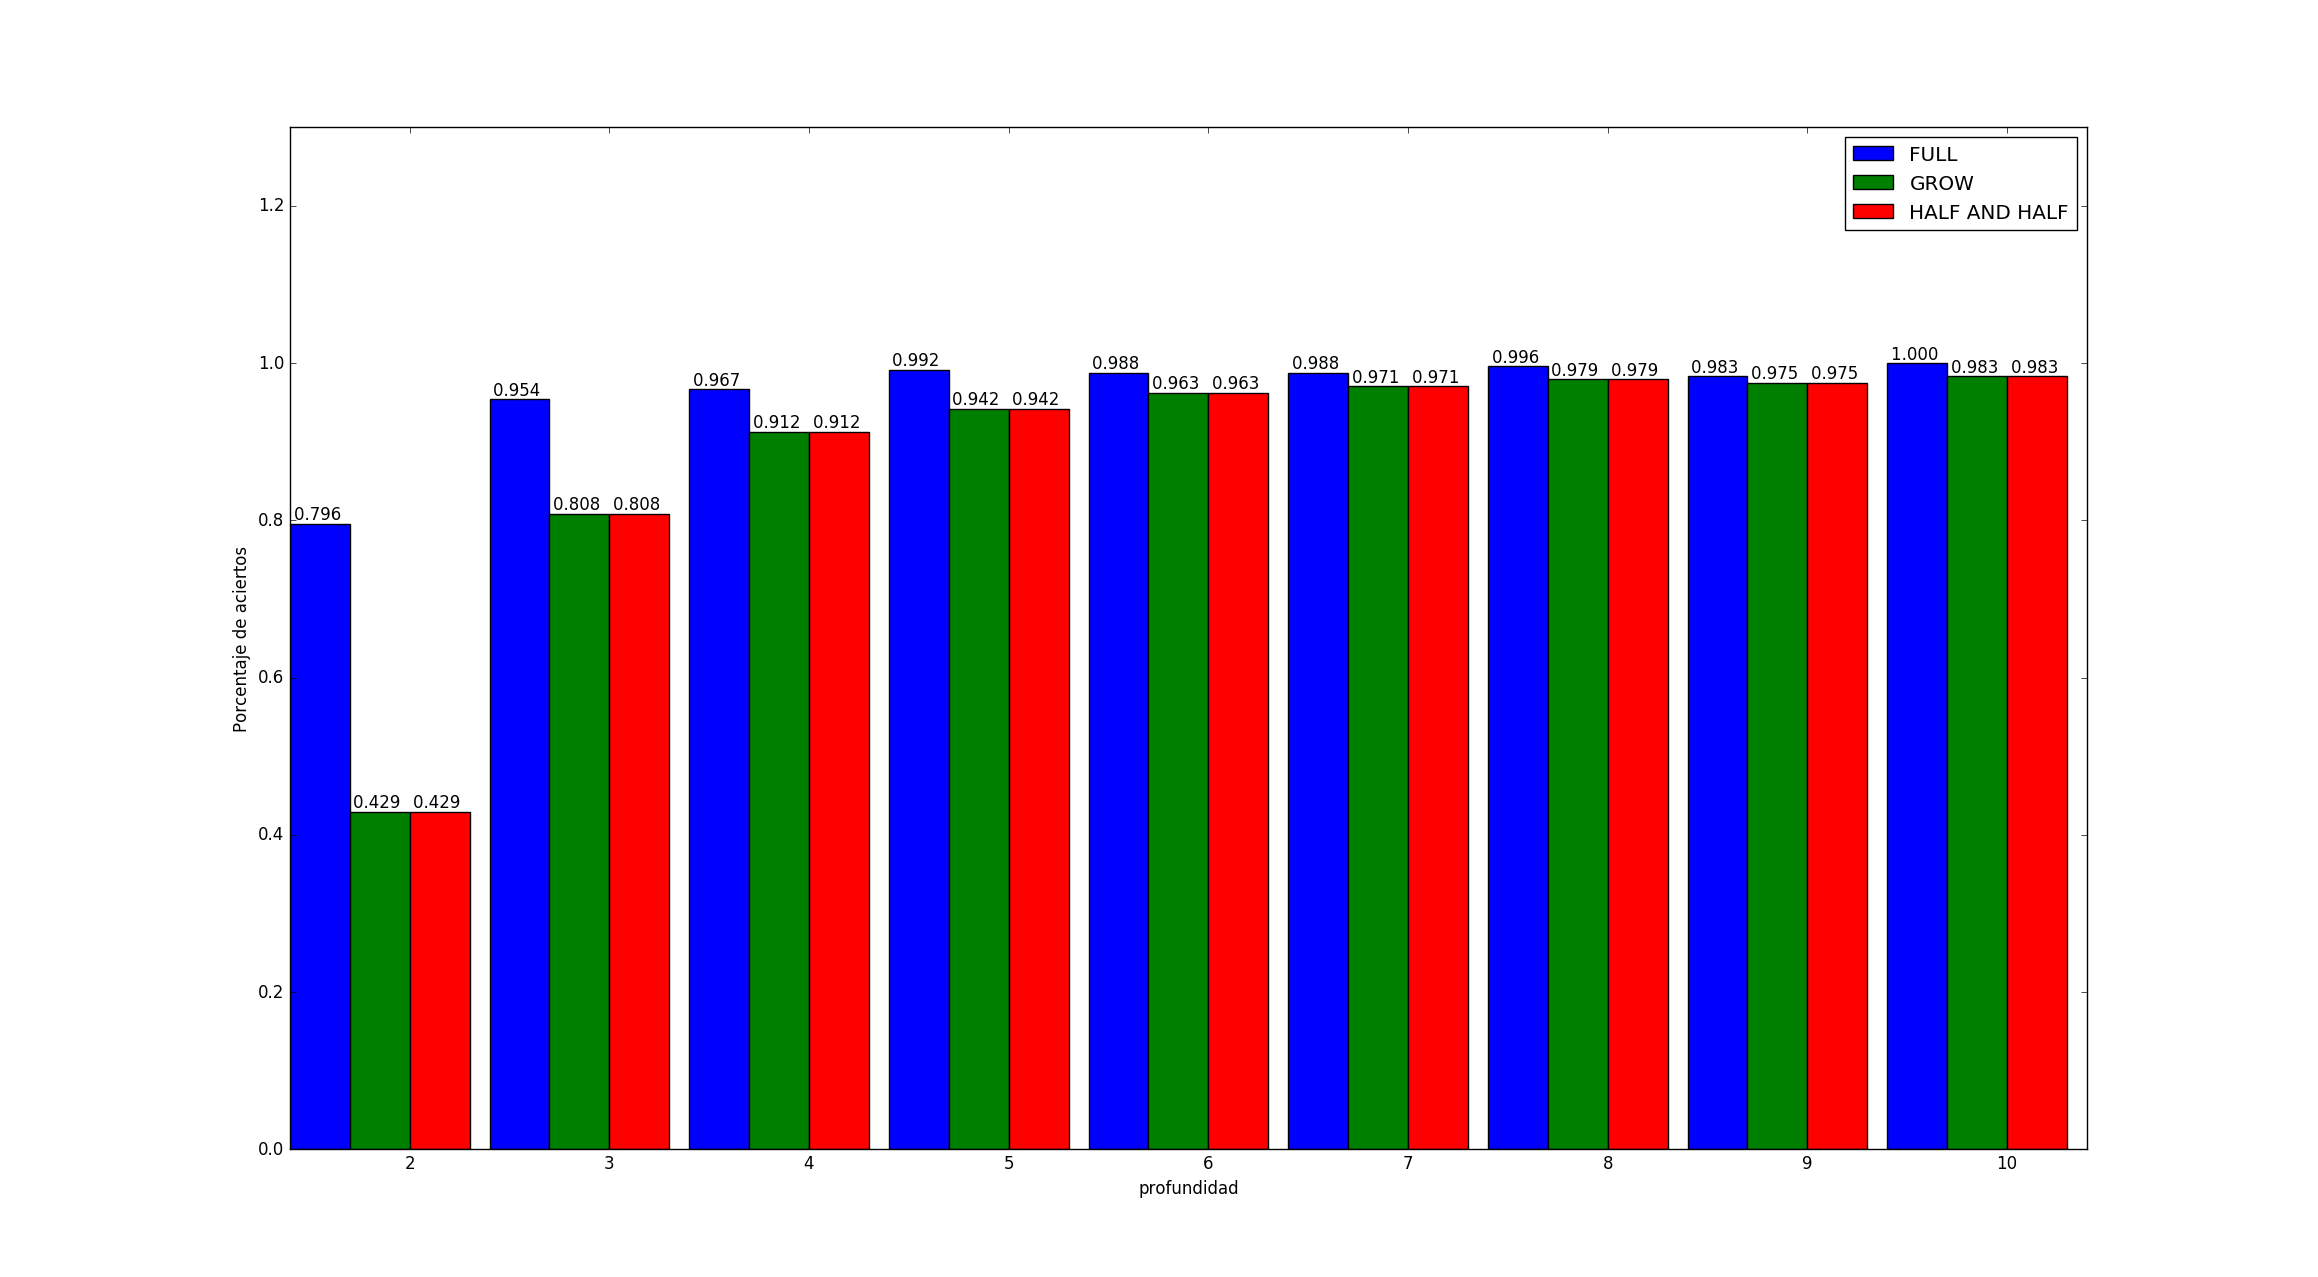 FULL
GROW
HALF AND HALF
1.2
1.0
0.8
0.6
0.4
0.2
0.0
Porcentaje de aciertos
0.796 0.429 0.429
0.954 0.808 0.808
0.967 0.912 0.912
0.992 0.942 0.942
0.988 0.963 0.963
0.988 0.971 0.971
0.996 0.979 0.979
0.983 0.975 0.975
1.000 0.983 0.983
2 3 4 5 6 7 8 9 10
profundidad